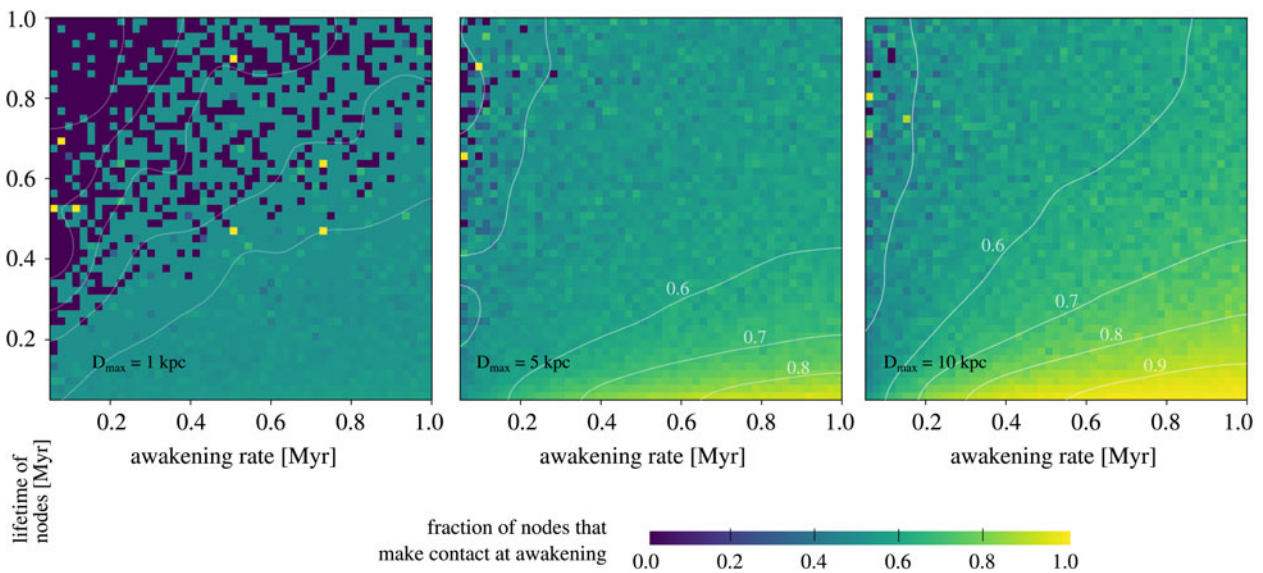 1.0
0.8
0.6
0.4
0.2
D_max = 1 kpc
0.2 0.4 0.6 0.8 1.0
awakening rate [Myr]
lifetime of
nodes [Myr]
0.6
0.7
0.8
D_max = 5 kpc
0.2 0.4 0.6 0.8 1.0
awakening rate [Myr]
0.6
0.7
0.8
0.9
D_max = 10 kpc
0.2 0.4 0.6 0.8 1.0
awakening rate [Myr]
fraction of nodes that
make contact at awakening
0.0 0.2 0.4 0.6 0.8 1.0